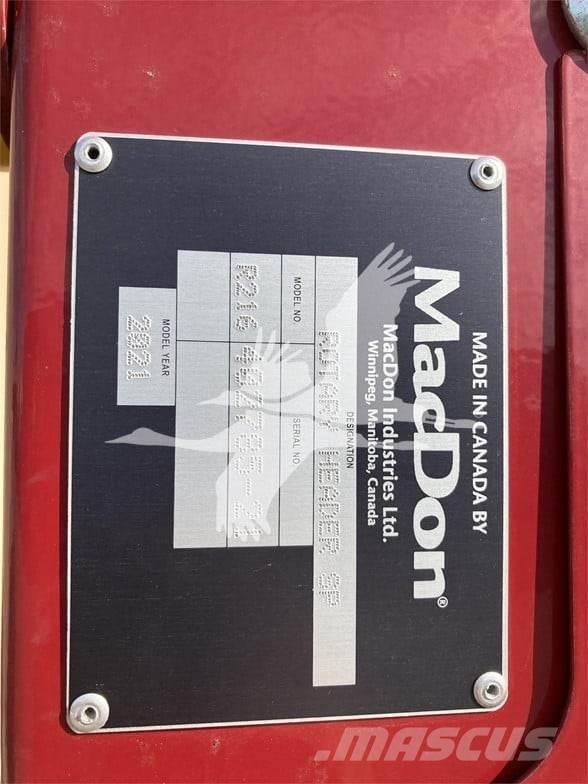 MADE IN CANADA BY
MacDon®
MacDon Industries Ltd.
Winnipeg, Manitoba, Canada
DESIGNATION
ROTARY HEADER SP
MODEL NO.
SERIAL NO.
R216
MODEL YEAR
2021
MASCUS